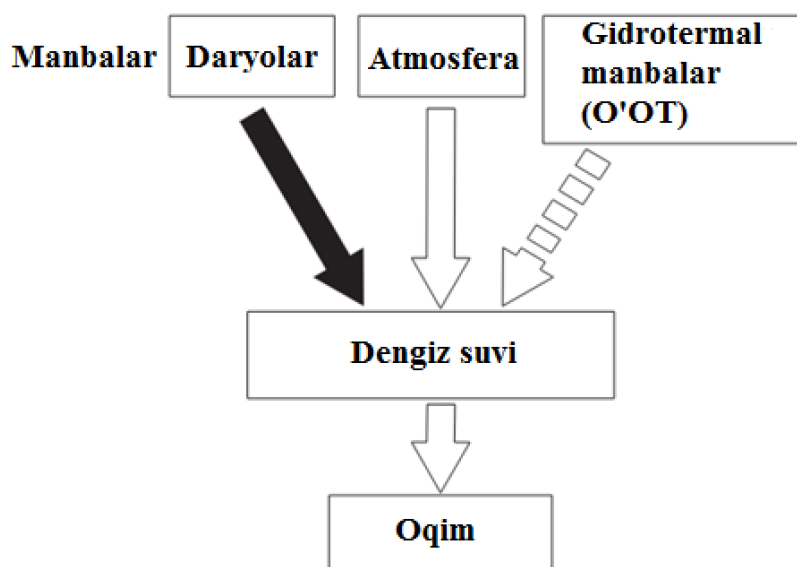 Manbalar
Daryolar
Atmosfera
Gidrotermal
manbalar
(O'OT)
Dengiz suvi
Oqim